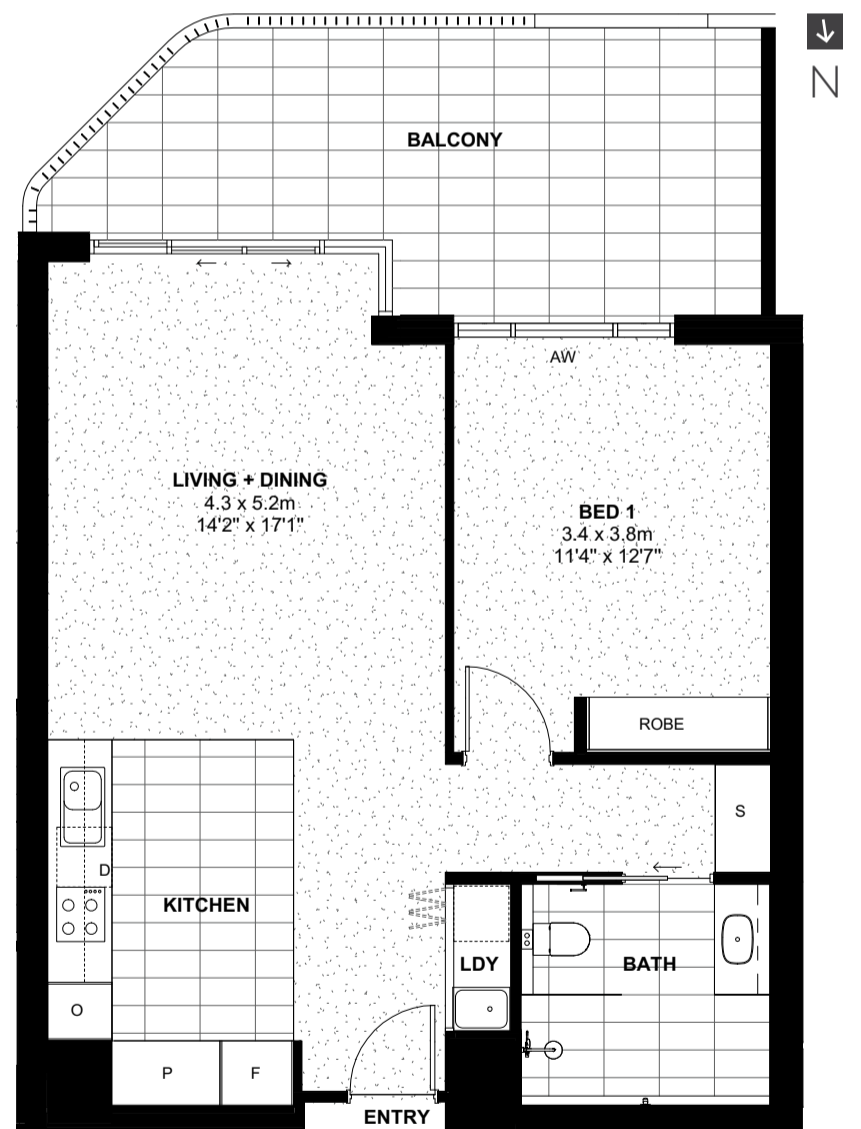 N
BALCONY
AW
LIVING + DINING
4.3 x 5.2m
14'2" x 17'1"
BED 1
3.4 x 3.8m
11'4" x 12'7"
ROBE
S
D
KITCHEN
LDY
BATH
O
P
F
ENTRY